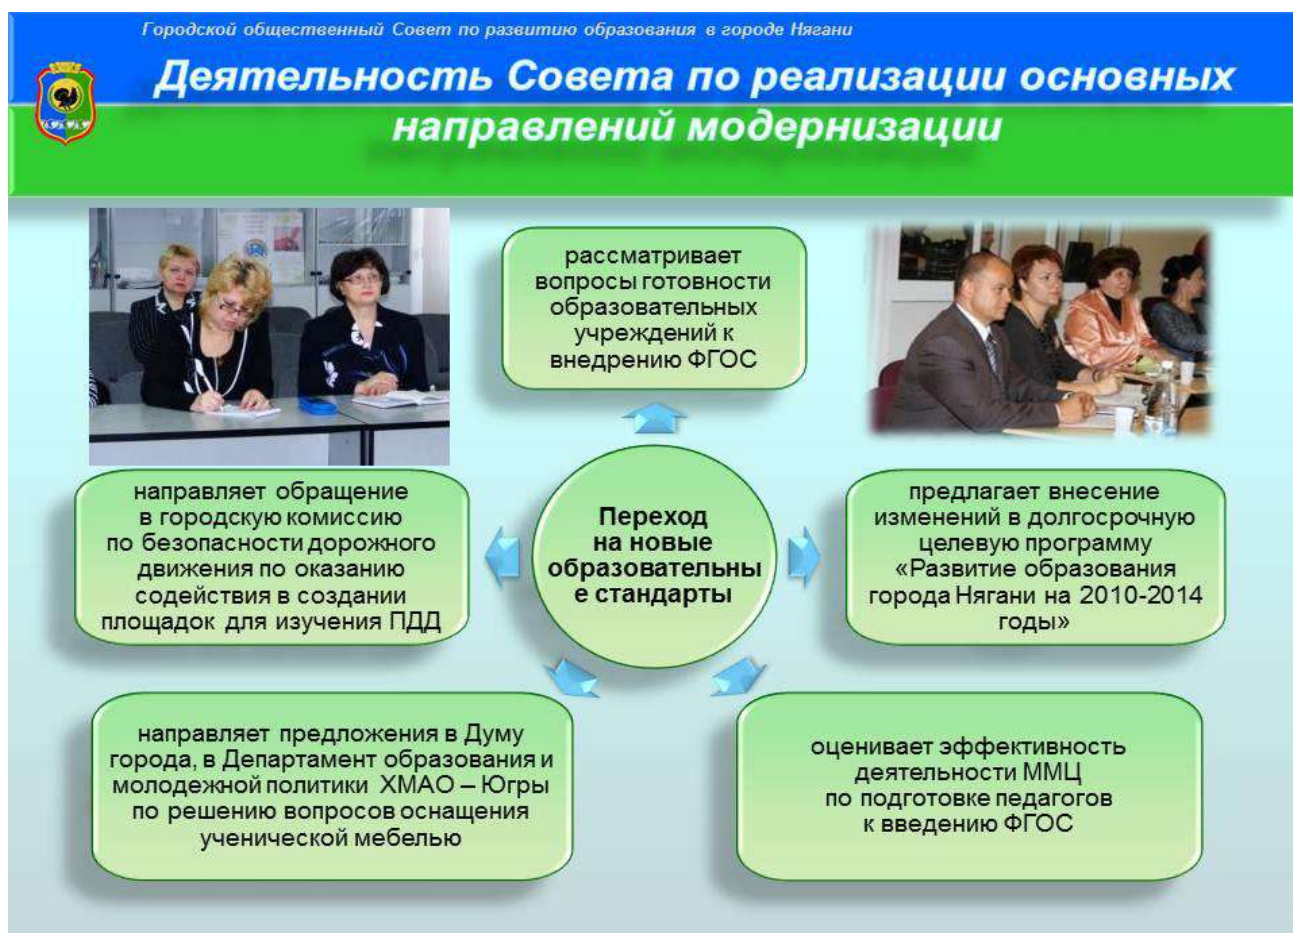 Городской общественный Совет по развитию образования в городе Нягани
Деятельность Совета по реализации основных
направлений модернизации
рассматривает
вопросы готовности
образовательных
учреждений к
внедрению ФГОС
направляет обращение
в городскую комиссию
по безопасности дорожного
движения по оказанию
содействия в создании
площадок для изучения ПДД
Переход
на новые
образовательны
е стандарты
предлагает внесение
изменений в долгосрочную
целевую программу
«Развитие образования
города Нягани на 2010-2014
годы»
направляет предложения в Думу
города, в Департамент образования и
молодежной политики ХМАО – Югры
по решению вопросов оснащения
ученической мебелью
оценивает эффективность
деятельности ММЦ
по подготовке педагогов
к введению ФГОС